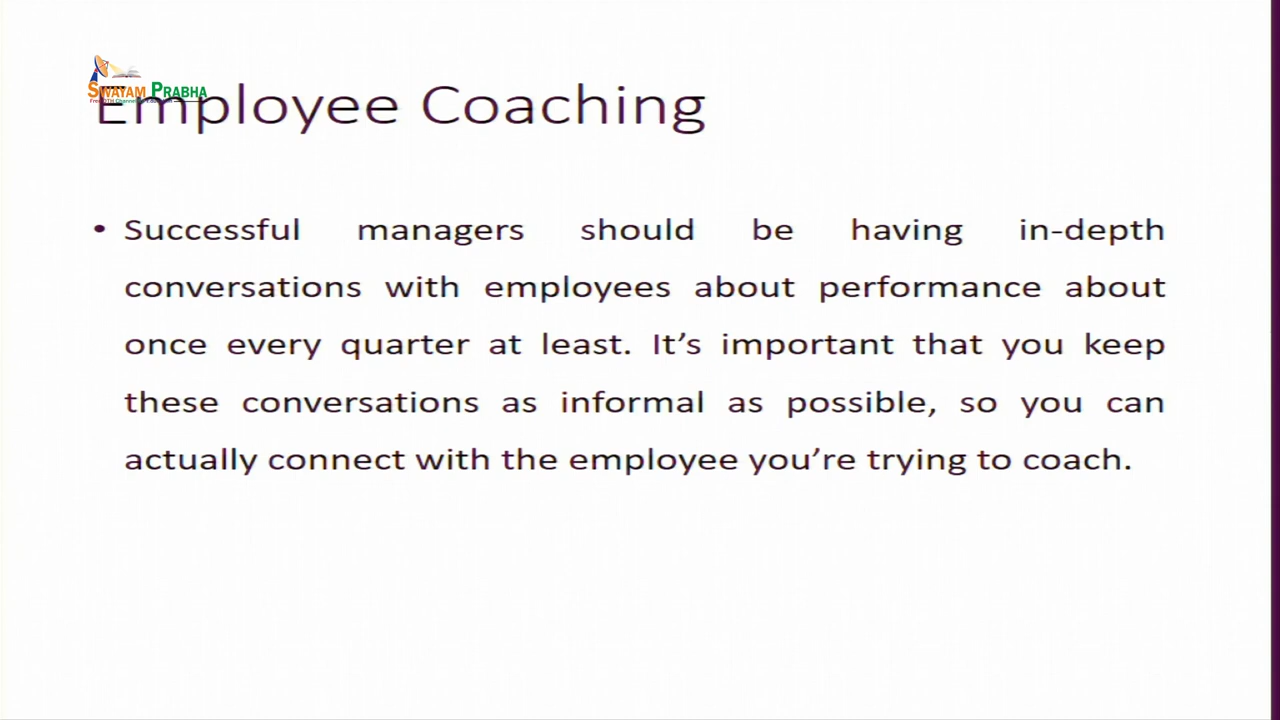 SWAYAM PRABHA
Employee Coaching
• Successful managers should be having in-depth
conversations with employees about performance about
once every quarter at least. It’s important that you keep
these conversations as informal as possible, so you can
actually connect with the employee you’re trying to coach.